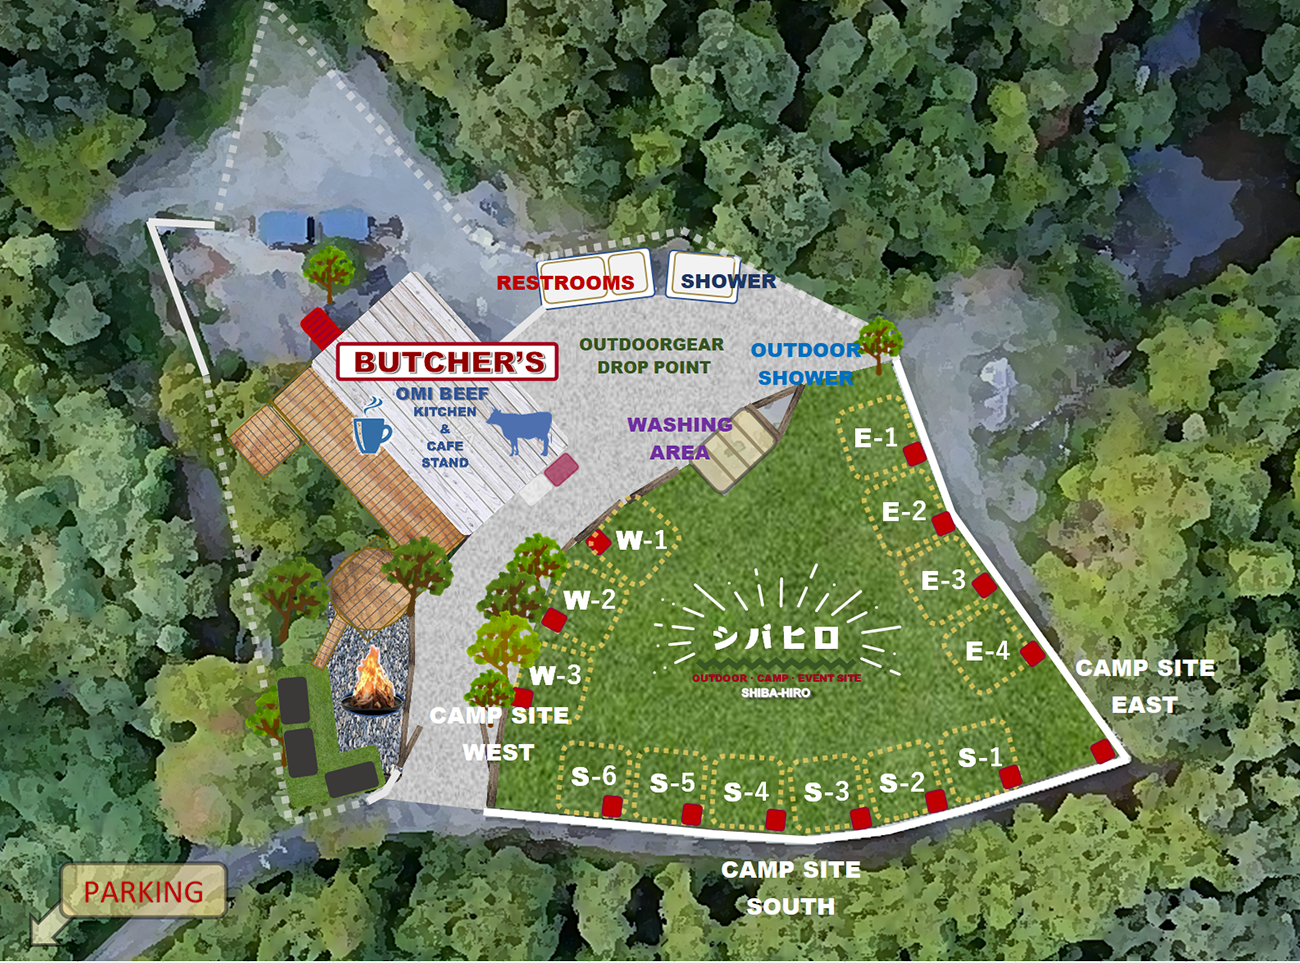 RESTROOMS
SHOWER
OUTDOORGEAR
DROP POINT
OUTDOOR
SHOWER
BUTCHER'S
OMI BEEF
KITCHEN
&
CAFE
STAND
WASHING
AREA
E-1
E-2
E-3
E-4
W-1
W-2
W-3
シバヒロ
OUTDOOR · CAMP · EVENT SITE
SHIBA-HIRO
CAMP SITE
EAST
CAMP SITE
WEST
S-6
S-5
S-4
S-3
S-2
S-1
CAMP SITE
SOUTH
PARKING